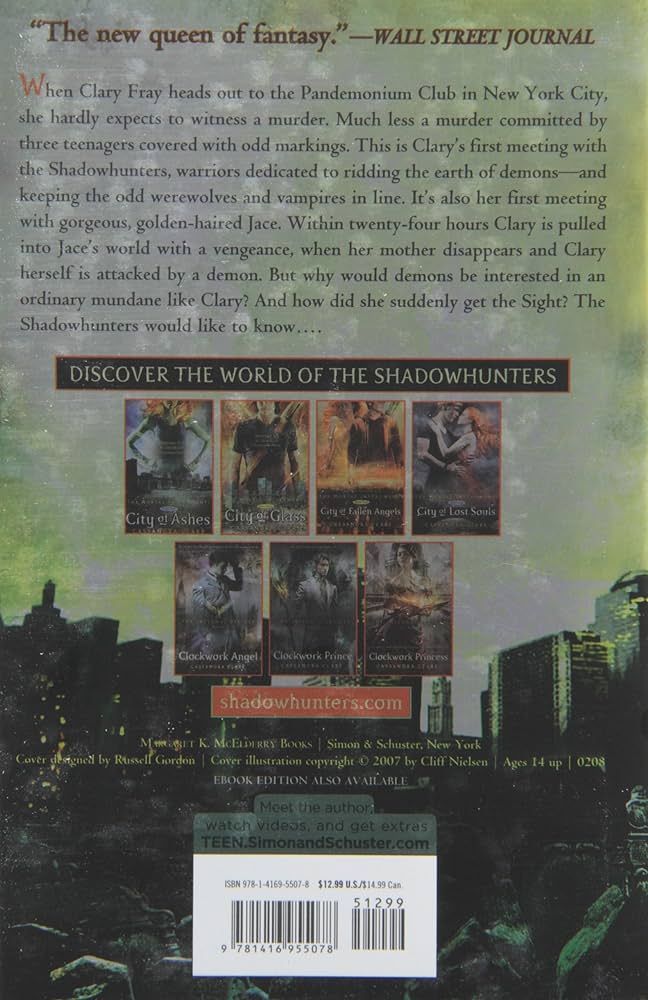 “The new queen of fantasy.”—WALL STREET JOURNAL
When Clary Fray heads out to the Pandemonium Club in New York City,
she hardly expects to witness a murder. Much less a murder committed by
three teenagers covered with odd markings. This is Clary’s first meeting with
the Shadowhunters, warriors dedicated to ridding the earth of demons—and
keeping the odd werewolves and vampires in line. It’s also her first meeting
with gorgeous, golden-haired Jace. Within twenty-four hours Clary is pulled
into Jace’s world with a vengeance, when her mother disappears and Clary
herself is attacked by a demon. But why would demons be interested in an
ordinary mundane like Clary? And how did she suddenly get the Sight? The
Shadowhunters would like to know….
DISCOVER THE WORLD OF THE SHADOWHUNTERS
City of Ashes
City of Glass
City of Fallen Angels
CASSANDRA CLARE
City of Lost Souls
CASSANDRA CLARE
Clockwork Angel
CASSANDRA CLARE
Clockwork Prince
CASSANDRA CLARE
Clockwork Princess
CASSANDRA CLARE
shadowhunters.com
MARGARET K. MCELDERRY BOOKS | Simon & Schuster, New York
Cover designed by Russell Gordon | Cover illustration copyright © 2007 by Cliff Nielsen | Ages 14 up | 0208
EBOOK EDITION ALSO AVAILABLE
Meet the author,
watch videos, and get extras
TEEN.SimonandSchuster.com
ISBN 978-1-4169-5507-8 $12.99 U.S./$14.99 Can.
51299
9 781416 955078